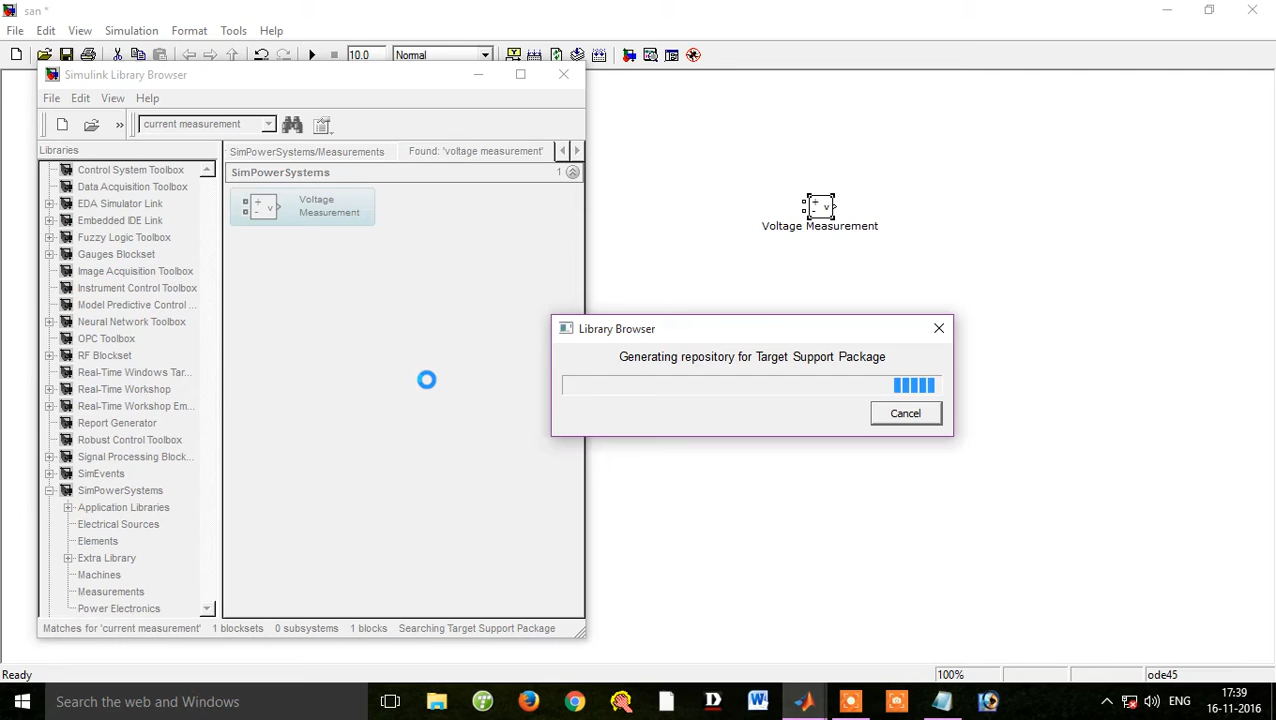 san *
File Edit View Simulation Format Tools Help
10.0 Normal
Simulink Library Browser
File Edit View Help
» current measurement
Libraries
SimPowerSystems/Measurements Found: 'voltage measurement'
Control System Toolbox
Data Acquisition Toolbox
EDA Simulator Link
Embedded IDE Link
Fuzzy Logic Toolbox
Gauges Blockset
Image Acquisition Toolbox
Instrument Control Toolbox
Model Predictive Control ...
Neural Network Toolbox
OPC Toolbox
RF Blockset
Real-Time Windows Tar...
Real-Time Workshop
Real-Time Workshop Em...
Report Generator
Robust Control Toolbox
Signal Processing Block...
SimEvents
SimPowerSystems
Application Libraries
Electrical Sources
Elements
Extra Library
Machines
Measurements
Power Electronics
SimPowerSystems 1
+ - v
Voltage
Measurement
+ - v
Voltage Measurement
Library Browser
Generating repository for Target Support Package
Cancel
Matches for 'current measurement' 1 blocksets 0 subsystems 1 blocks Searching Target Support Package
Ready 100% ode45
Search the web and Windows
ENG
17:39
16-11-2016